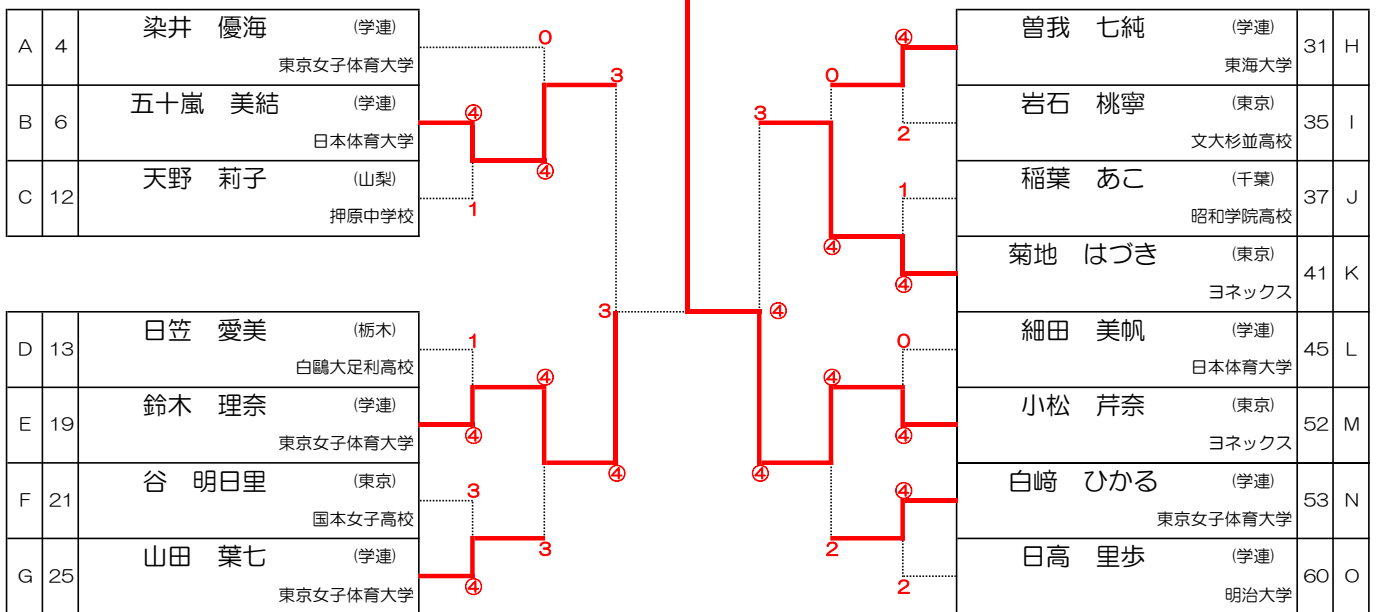 A 4 染井 優海 (学連)
東京女子体育大学
B 6 五十嵐 美結 (学連)
日本体育大学
C 12 天野 莉子 (山梨)
押原中学校
D 13 日笠 愛美 (栃木)
白鷗大足利高校
E 19 鈴木 理奈 (学連)
東京女子体育大学
F 21 谷 明日里 (東京)
国本女子高校
G 25 山田 葉七 (学連)
東京女子体育大学
0
3
④
④
1
1
④
④
3
④
3
④
④
3
3
④
④
0
3
2
1
④
④
0
④
④
④
④
2
2
曽我 七純 (学連) 31 H
東海大学
岩石 桃寧 (東京) 35 I
文大杉並高校
稲葉 あこ (千葉) 37 J
昭和学院高校
菊地 はづき (東京) 41 K
ヨネックス
細田 美帆 (学連) 45 L
日本体育大学
小松 芹奈 (東京) 52 M
ヨネックス
白﨑 ひかる (学連) 53 N
東京女子体育大学
日高 里歩 (学連) 60 O
明治大学